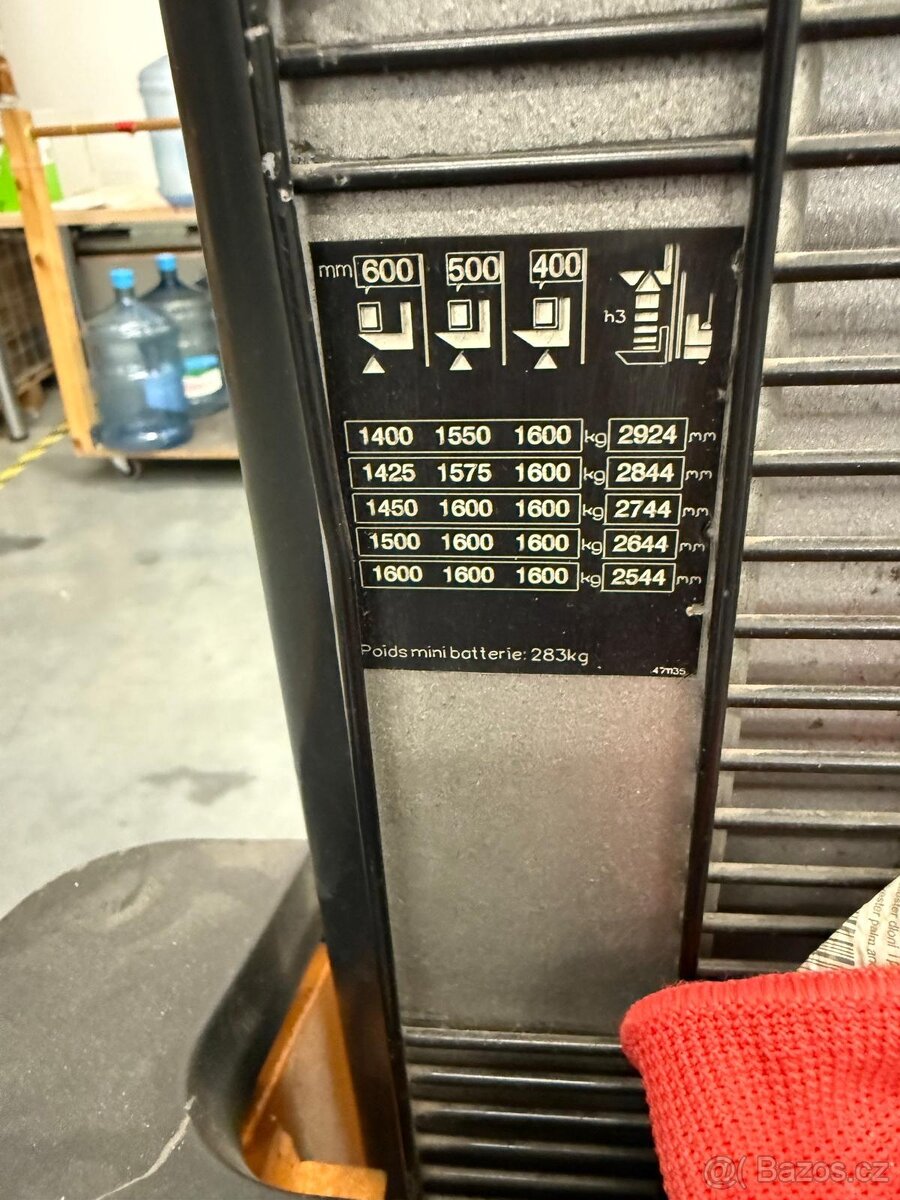 mm 600 500 400
h3
1400 1550 1600 kg 2924 mm
1425 1575 1600 kg 2844 mm
1450 1600 1600 kg 2744 mm
1500 1600 1600 kg 2644 mm
1600 1600 1600 kg 2544 mm
Poids mini batterie: 283kg
471135
@ Bazos.cz